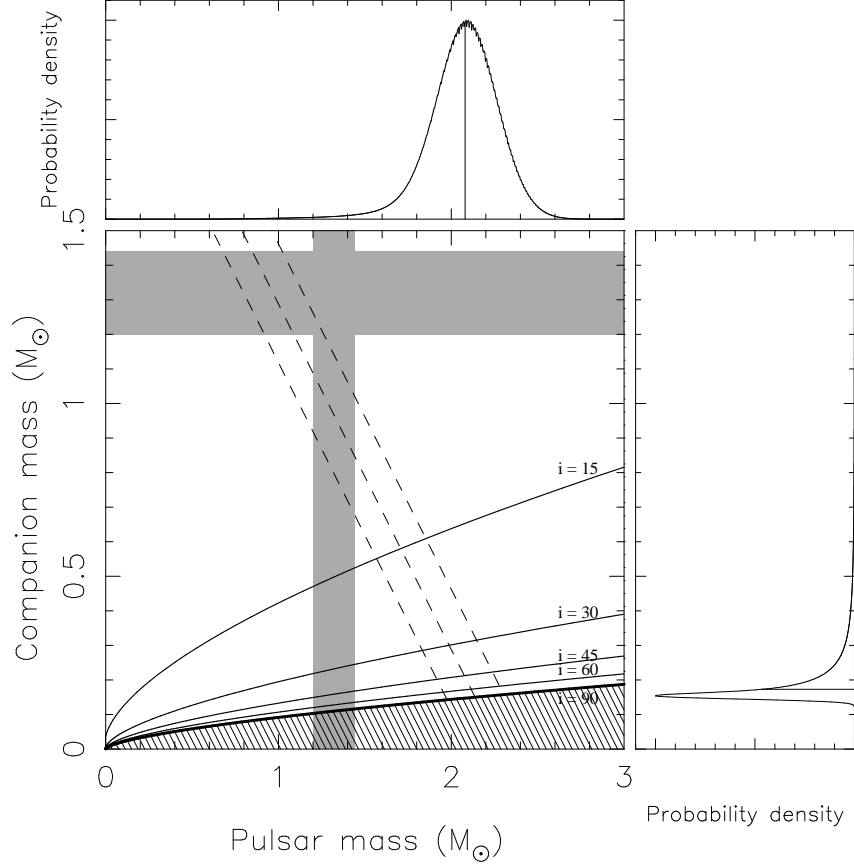 Probability density
1.5
1
0.5
0
Companion mass (M☉)
i = 15
i = 30
i = 45
i = 60
i = 90
0 1 2 3
Pulsar mass (M☉)
Probability density